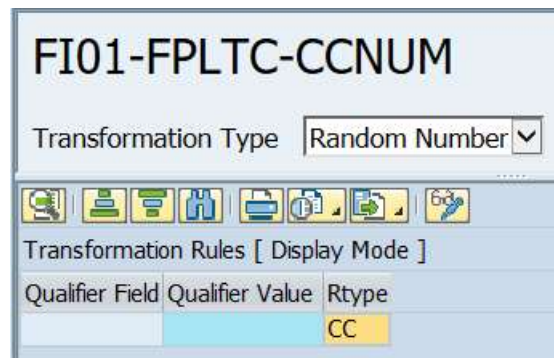 FI01-FPLTC-CCNUM
Transformation Type Random Number
Transformation Rules [ Display Mode ]
Qualifier Field Qualifier Value Rtype
CC